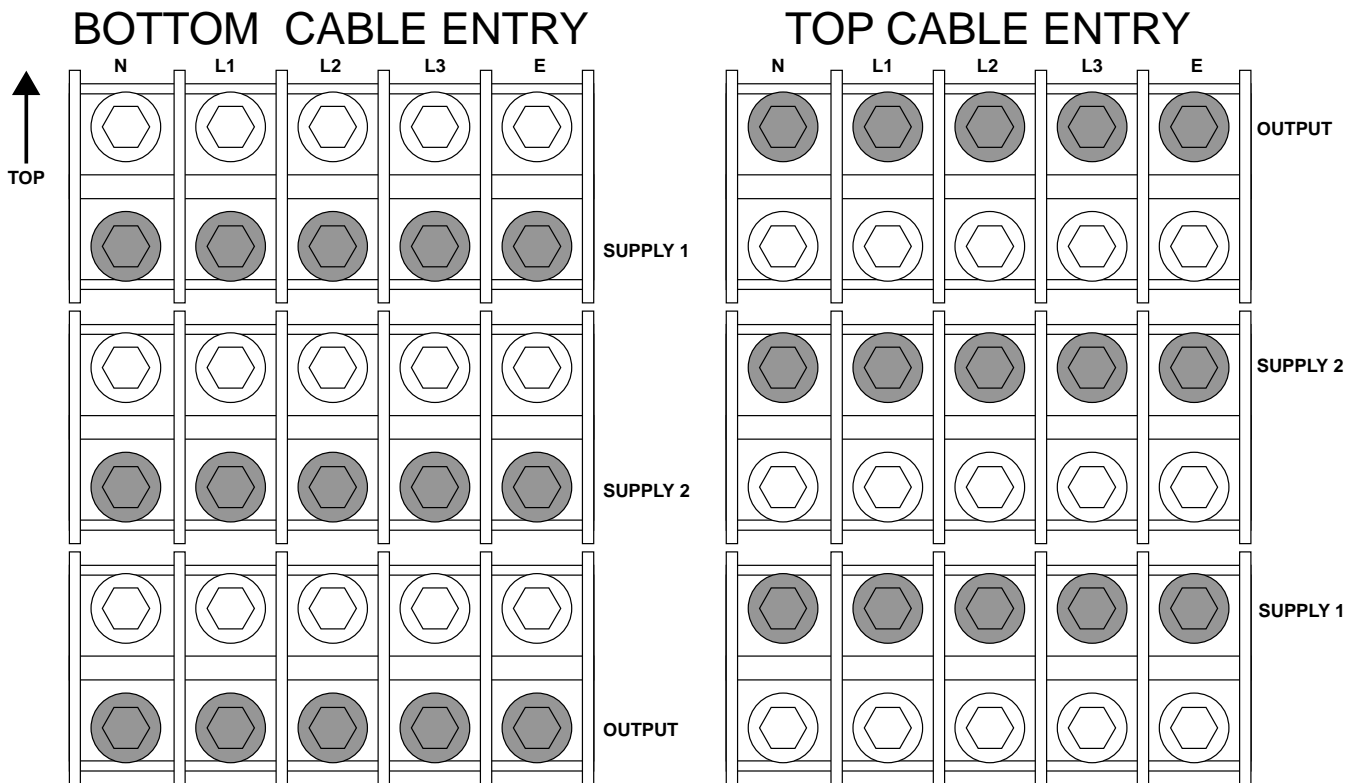 BOTTOM CABLE ENTRY
N L1 L2 L3 E
TOP
SUPPLY 1
SUPPLY 2
OUTPUT
TOP CABLE ENTRY
N L1 L2 L3 E
OUTPUT
SUPPLY 2
SUPPLY 1